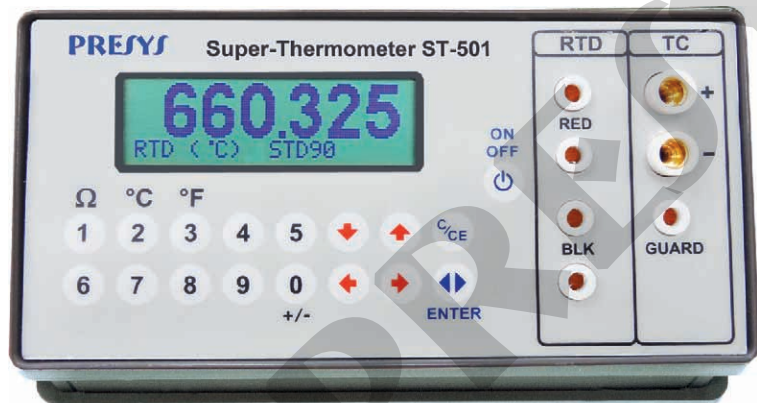 PRESYS Super-Thermometer ST-501
RTD TC
660.325
RTD (°C) STD90
+
RED
ON
OFF
-
Ω °C °F
1 2 3 4 5 C/CE
BLK GUARD
6 7 8 9 0
+/- ENTER
PRES